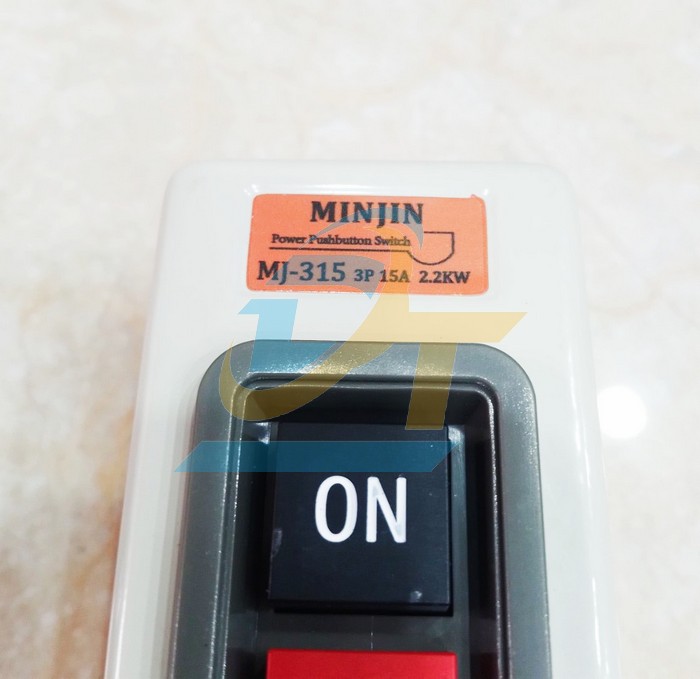 MINJIN
Power Pushbutton Switch
MJ-315 3P 15A 2.2KW
ON